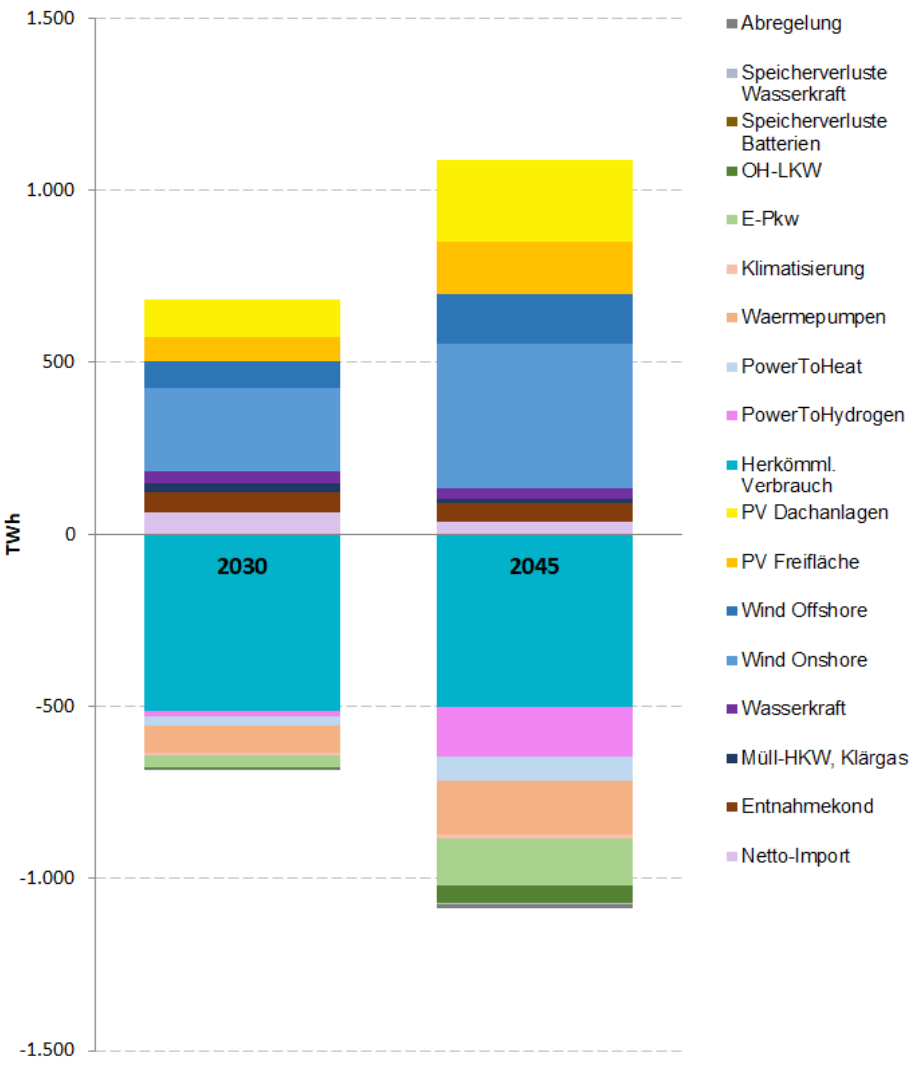 1.500
1.000
500
0
-500
-1.000
-1.500
TWh
2030
2045
Abregelung
Speicherverluste
Wasserkraft
Speicherverluste
Batterien
OH-LKW
E-Pkw
Klimatisierung
Waermepumpen
PowerToHeat
PowerToHydrogen
Herkömml.
Verbrauch
PV Dachanlagen
PV Freifläche
Wind Offshore
Wind Onshore
Wasserkraft
Müll-HKW, Klärgas
Entnahmekond
Netto-Import